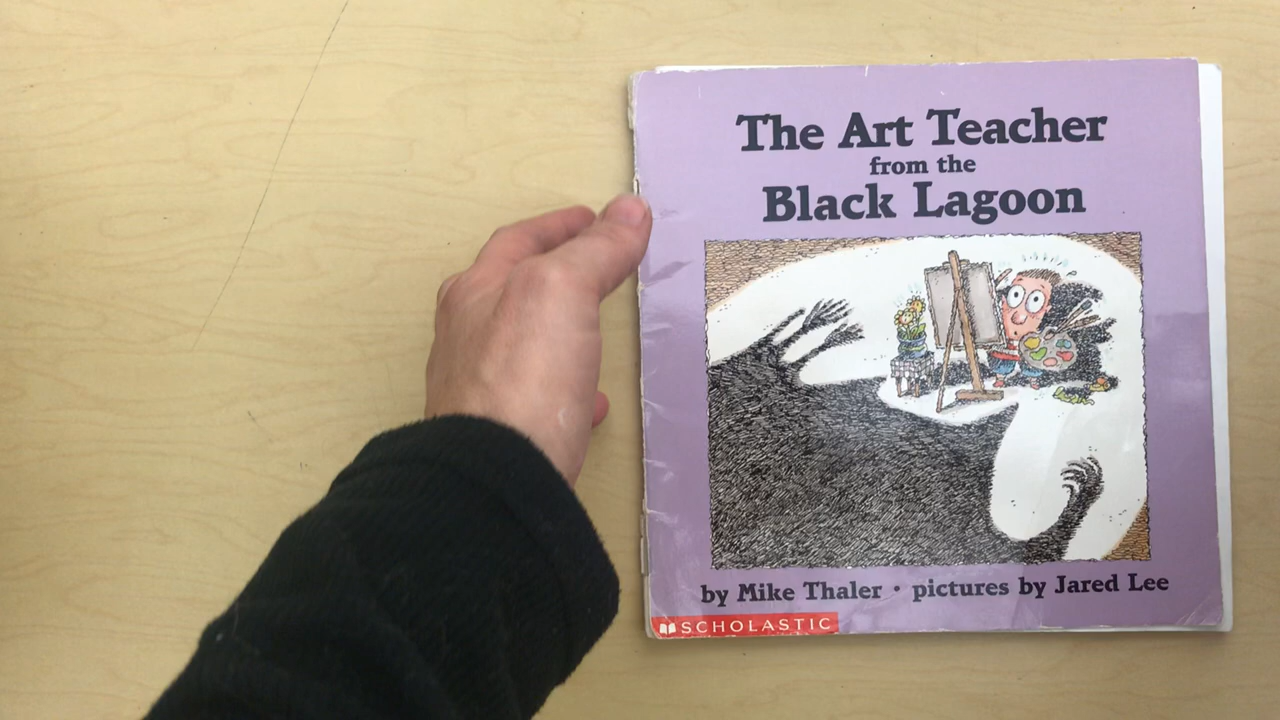 The Art Teacher
from the
Black Lagoon
by Mike Thaler • pictures by Jared Lee
SCHOLASTIC